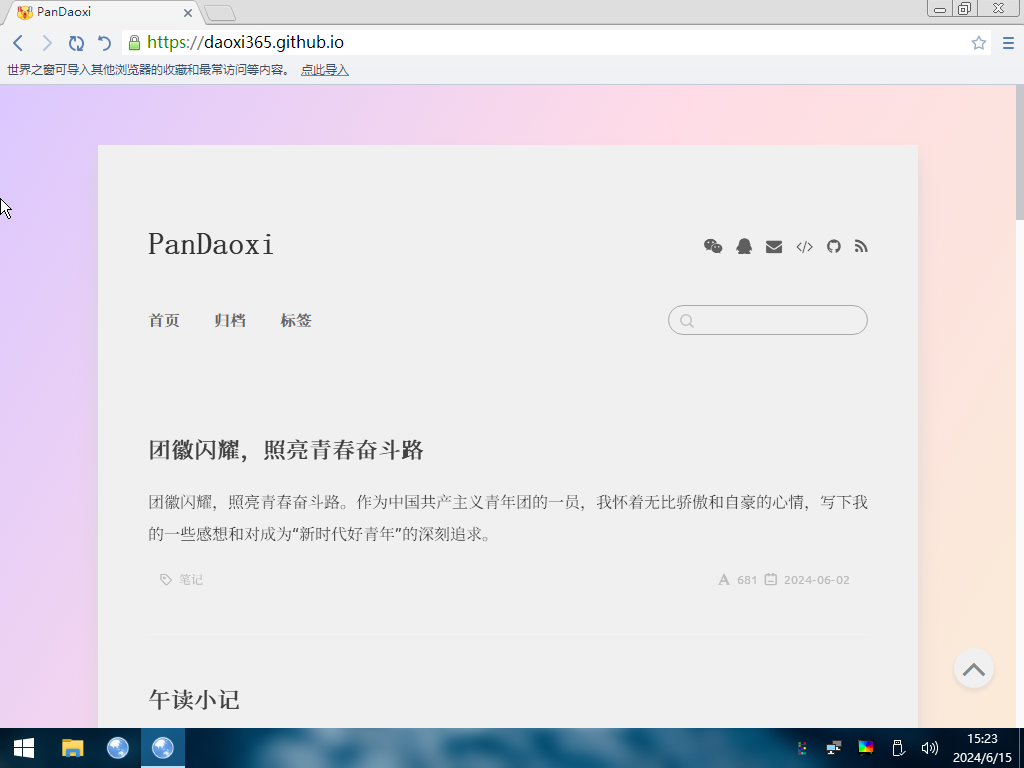 PanDaoxi
https://daoxi365.github.io
世界之窗可导入其他浏览器的收藏和最常访问等内容。 点此导入
PanDaoxi
首页 归档 标签
团徽闪耀，照亮青春奋斗路
团徽闪耀，照亮青春奋斗路。作为中国共产主义青年团的一员，我怀着无比骄傲和自豪的心情，写下我
的一些感想和对成为“新时代好青年”的深刻追求。
笔记 681 2024-06-02
午读小记
15:23
2024/6/15